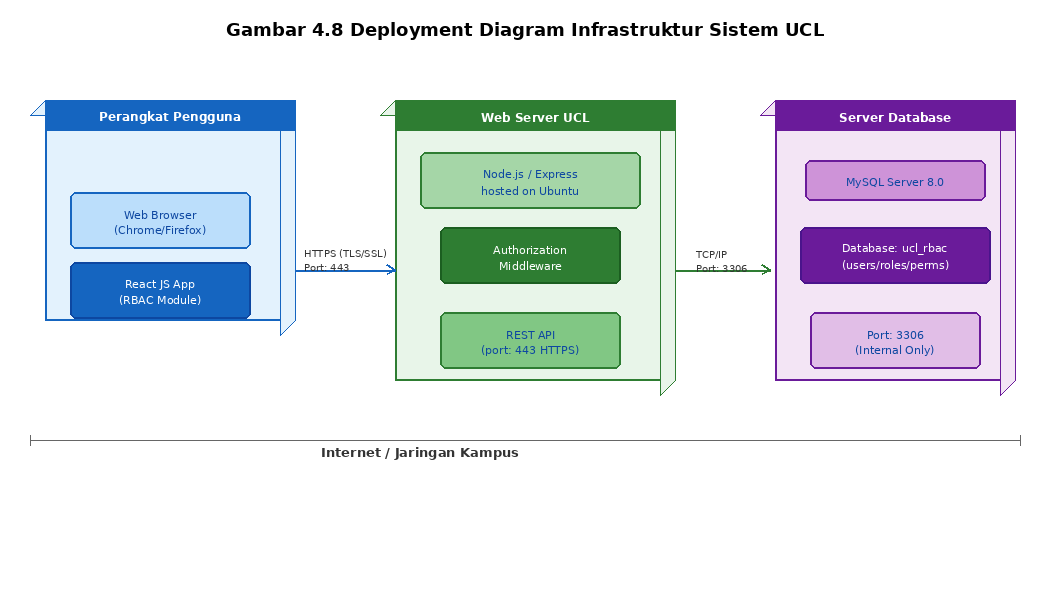 Gambar 4.8 Deployment Diagram Infrastruktur Sistem UCL
Perangkat Pengguna
Web Browser
(Chrome/Firefox)
React JS App
(RBAC Module)
HTTPS (TLS/SSL)
Port: 443
Web Server UCL
Node.js / Express
hosted on Ubuntu
Authorization
Middleware
REST API
(port: 443 HTTPS)
TCP/IP
Port: 3306
Server Database
MySQL Server 8.0
Database: ucl_rbac
(users/roles/perms)
Port: 3306
(Internal Only)
Internet / Jaringan Kampus